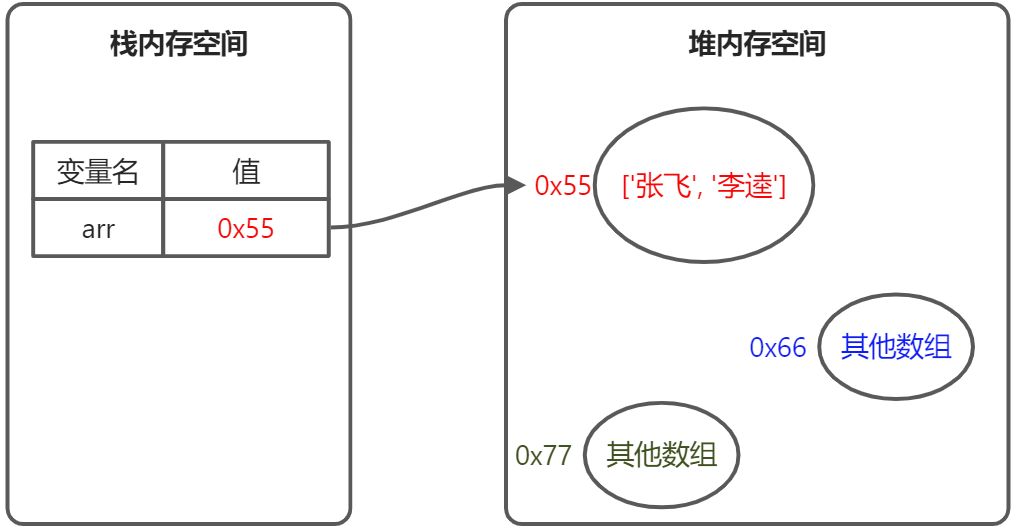 栈内存空间
堆内存空间
变量名 值
arr 0x55
0x55 ['张飞', '李逵']
0x66 其他数组
0x77 其他数组